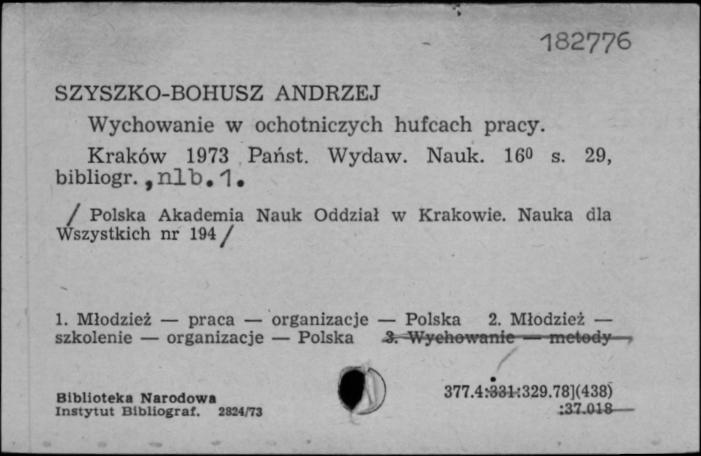 182776
SZYSZKO-BOHUSZ ANDRZEJ
Wychowanie w ochotniczych hufcach pracy.
Kraków 1973 Państ. Wydaw. Nauk. 16⁰ s. 29,
bibliogr. , nlb. 1.
/ Polska Akademia Nauk Oddział w Krakowie. Nauka dla
Wszystkich nr 194 /
1. Młodzież — praca — organizacje — Polska 2. Młodzież —
szkolenie — organizacje — Polska 3. Wychowanie — metody
377.4:331:329.78](438)
Biblioteka Narodowa
:37.018
Instytut Bibliograf. 2824/73